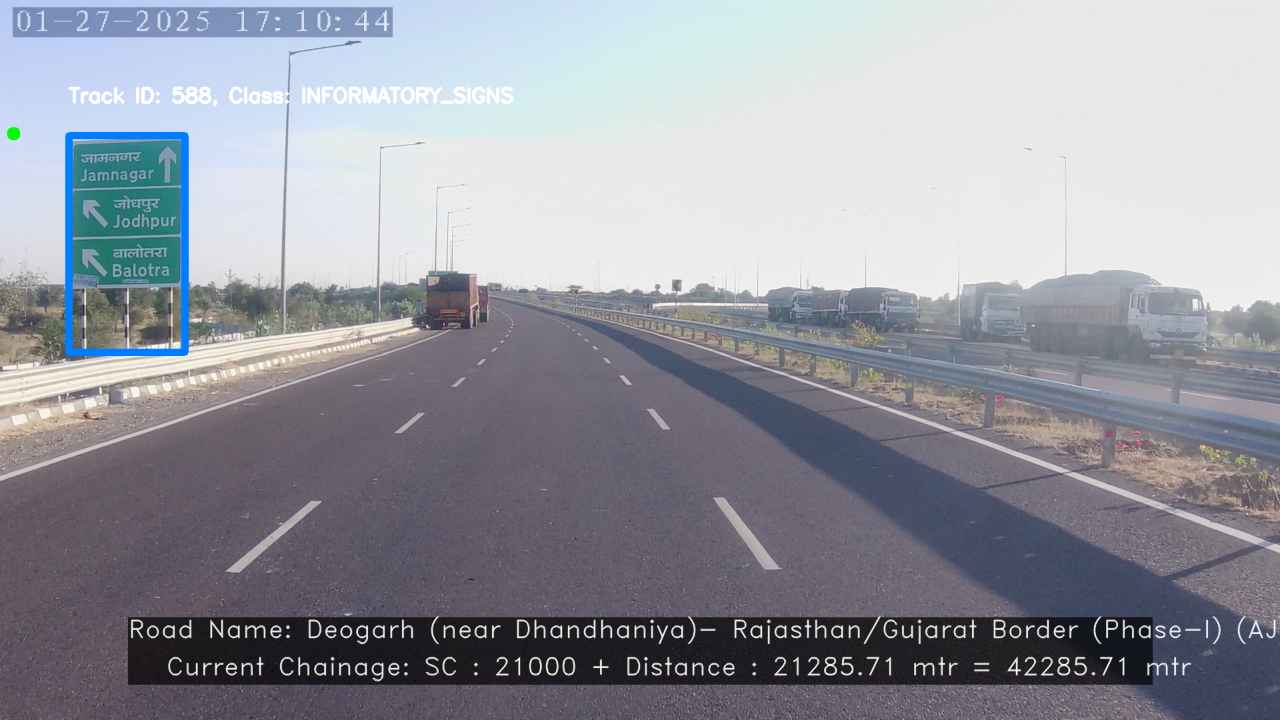 01-27-2025 17:10:44
Track ID: 588, Class: INFORMATORY_SIGNS
जामनगर
Jamnagar
जोधपुर
Jodhpur
बालोतरा
Balotra
Road Name: Deogarh (near Dhandhaniya)- Rajasthan/Gujarat Border (Phase-I) (AJ
Current Chainage: SC : 21000 + Distance : 21285.71 mtr = 42285.71 mtr